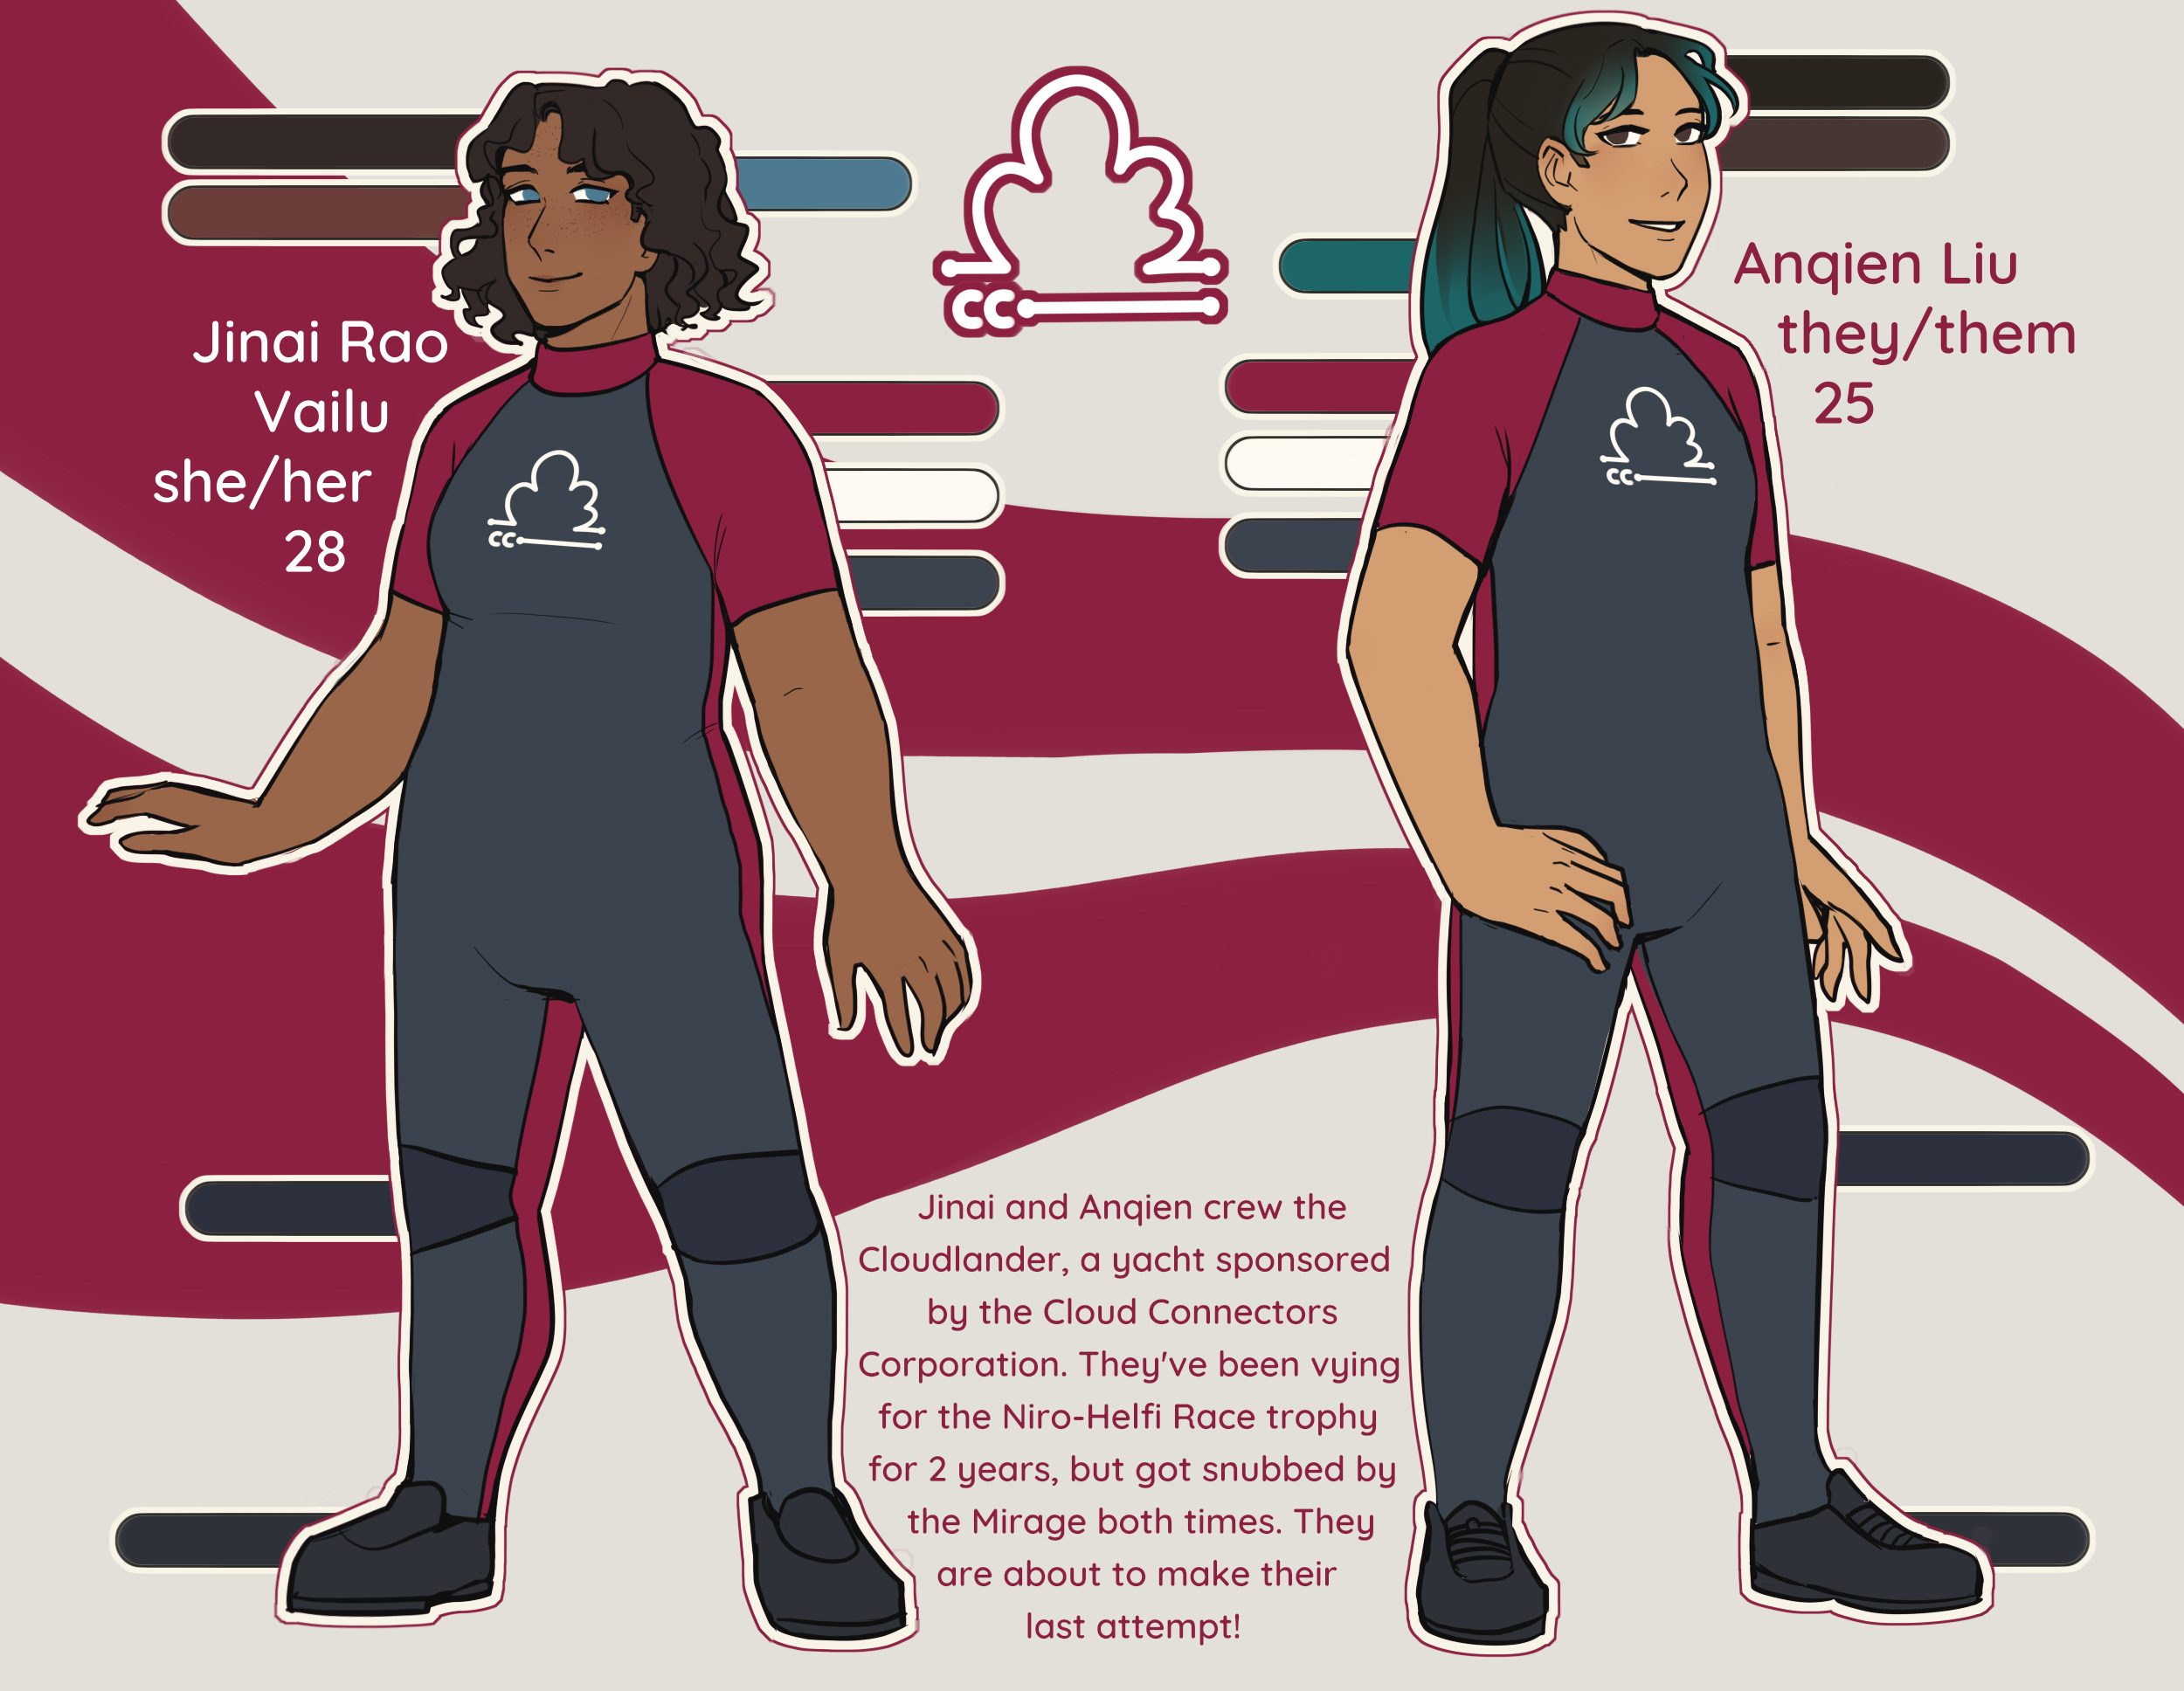 Jinai Rao
Vailu
she/her
28
cc
Anqien Liu
they/them
25
cc
cc
Jinai and Anqien crew the
Cloudlander, a yacht sponsored
by the Cloud Connectors
Corporation. They've been vying
for the Niro-Helfi Race trophy
for 2 years, but got snubbed by
the Mirage both times. They
are about to make their
last attempt!